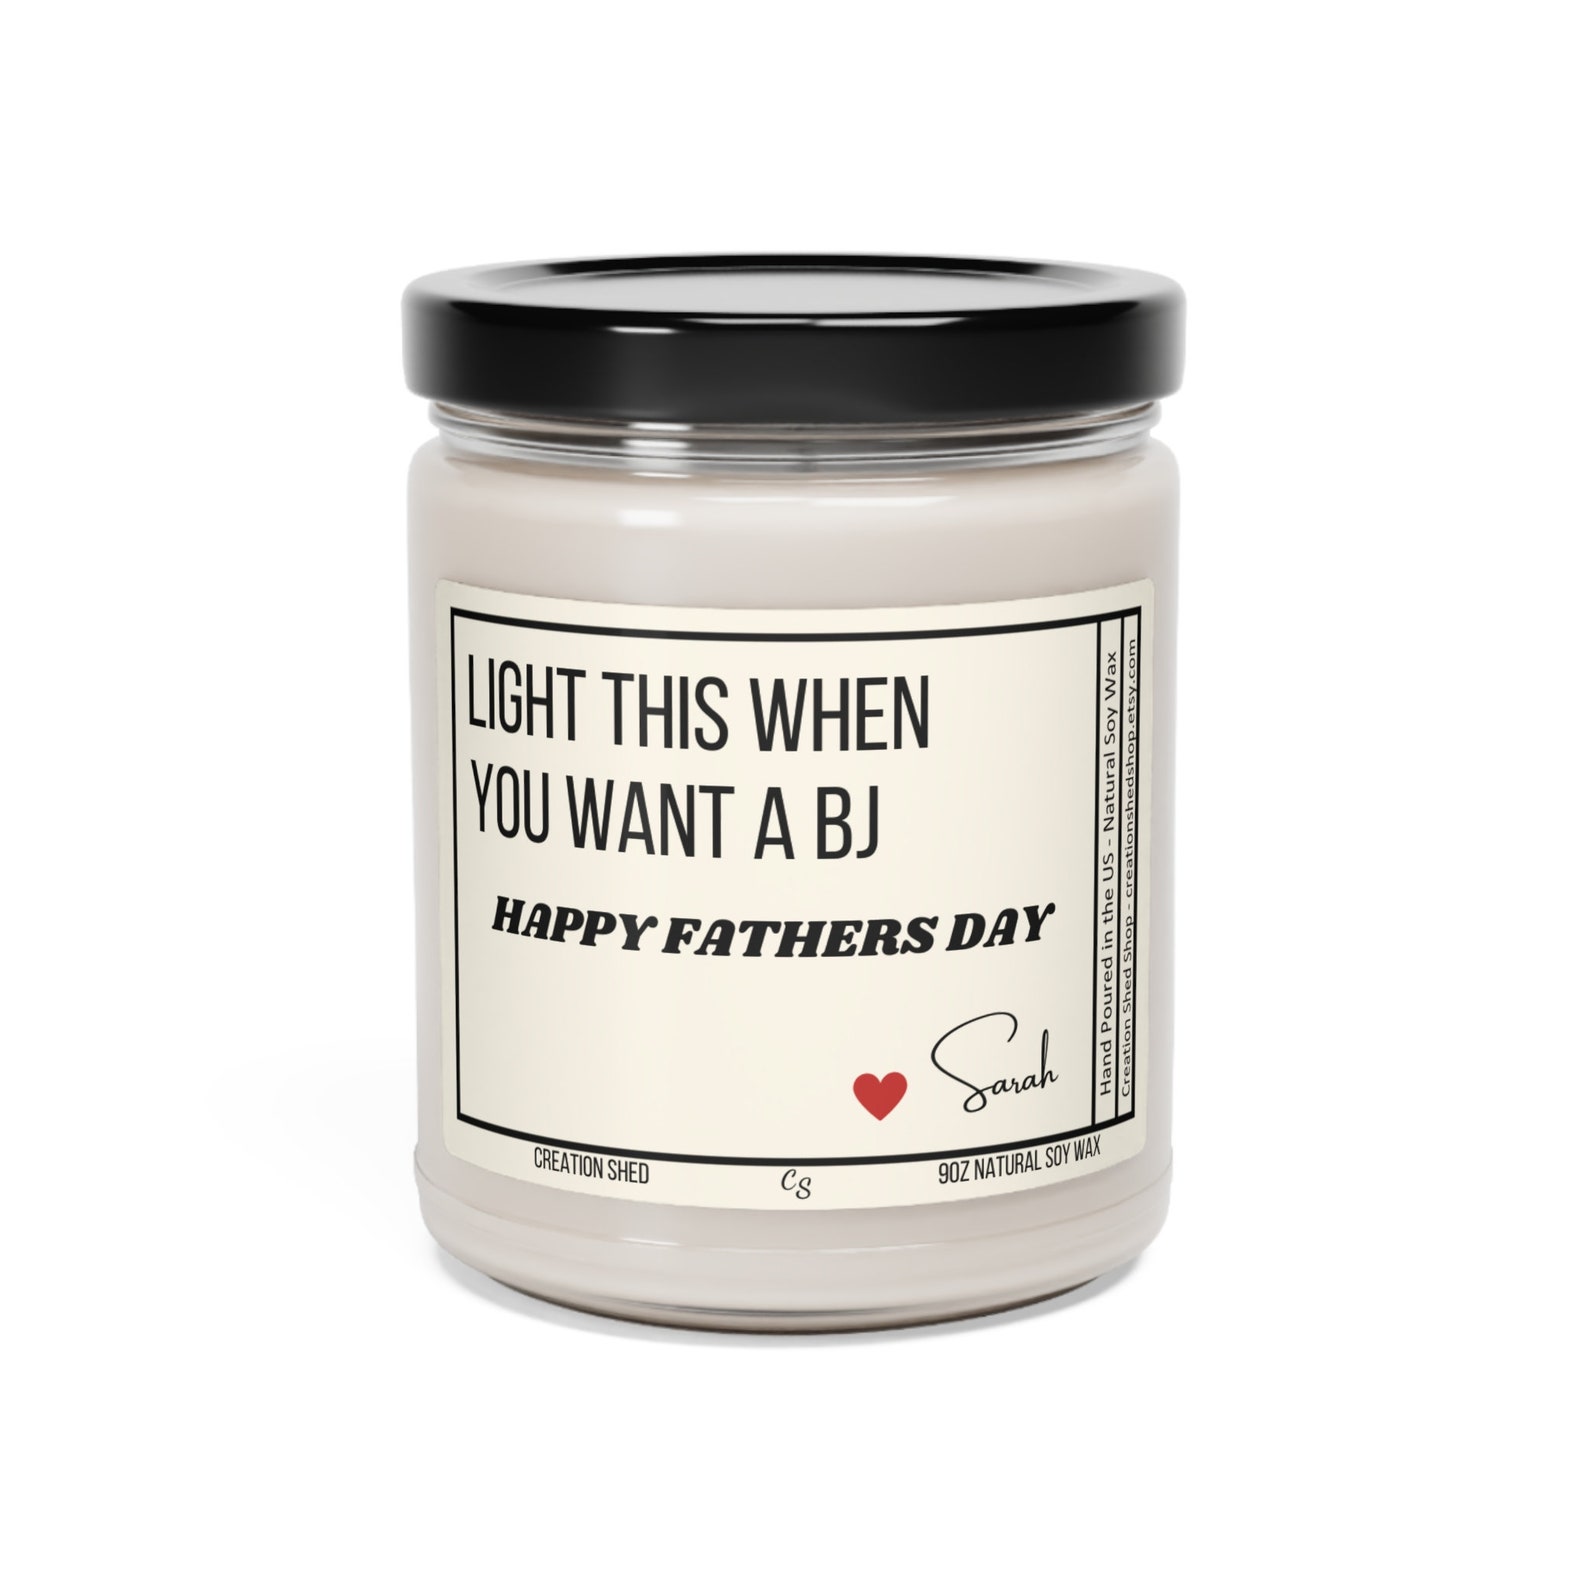 LIGHT THIS WHEN
YOU WANT A BJ
HAPPY FATHERS DAY
Sarah
Hand Poured in the US - Natural Soy Wax
Creation Shed Shop - creationshedshop.etsy.com
CREATION SHED
CS
9OZ NATURAL SOY WAX